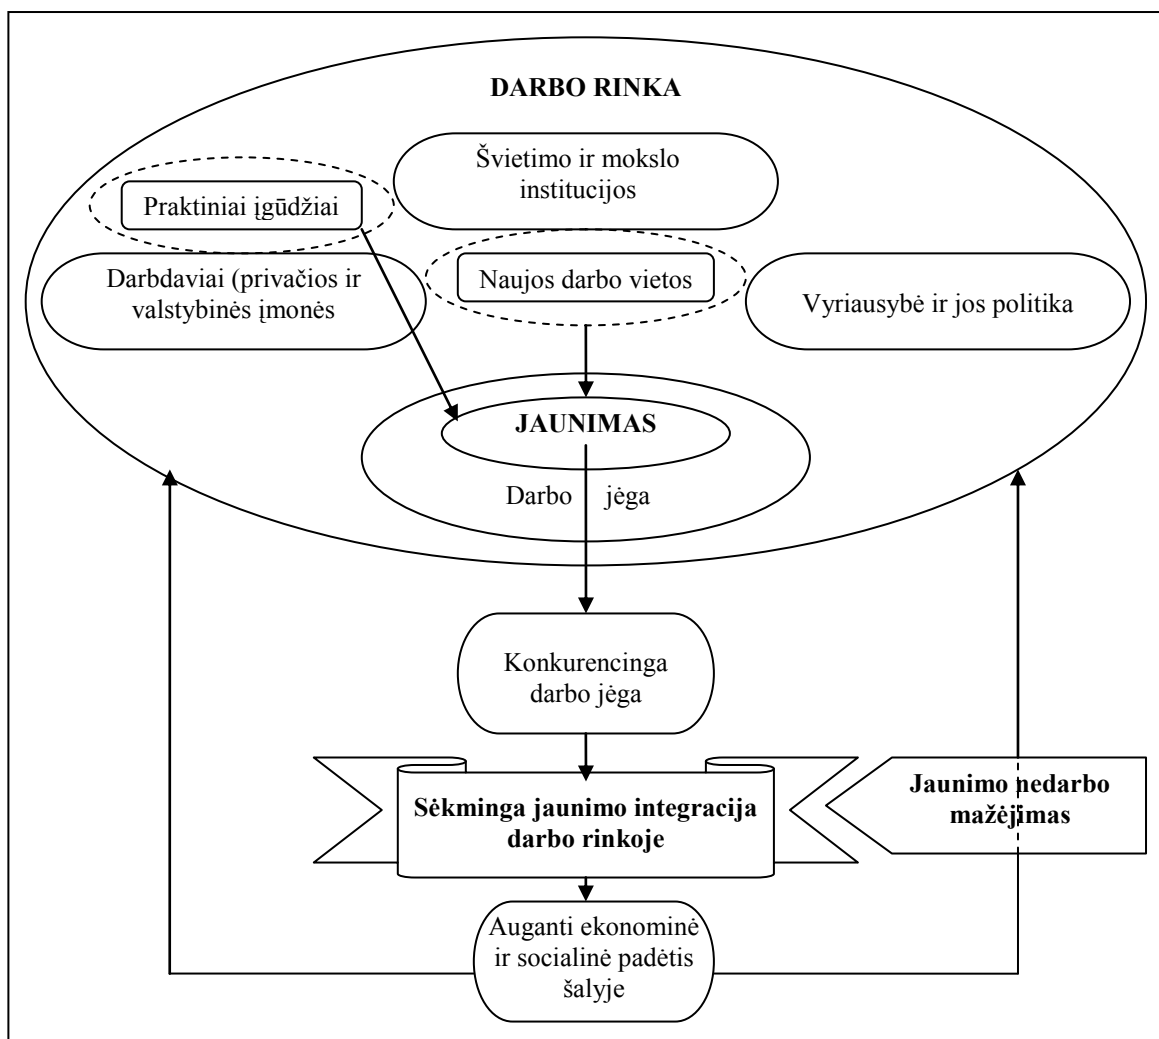 DARBO RINKA
Švietimo ir mokslo
institucijos
Praktiniai įgūdžiai
Darbdaviai (privačios ir
valstybinės įmonės
Naujos darbo vietos
Vyriausybė ir jos politika
JAUNIMAS
Darbo jėga
Konkurencinga
darbo jėga
Sėkminga jaunimo integracija
darbo rinkoje
Jaunimo nedarbo
mažėjimas
Auganti ekonominė
ir socialinė padėtis
šalyje